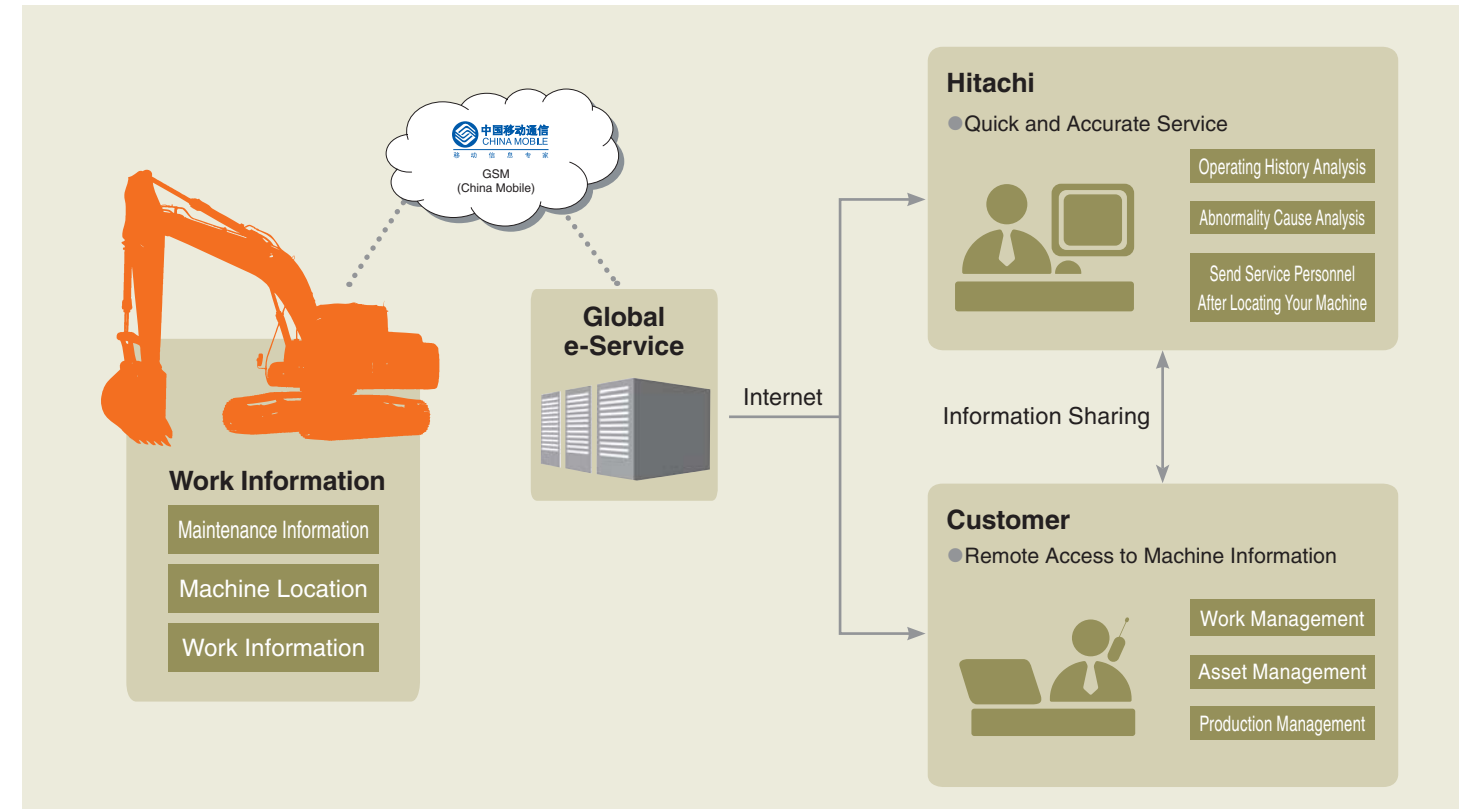 中国移动通信
CHINA MOBILE
移 动 信 息 专 家
GSM
(China Mobile)
Work Information
Maintenance Information
Machine Location
Work Information
Global
e-Service
Internet
Hitachi
●Quick and Accurate Service
Operating History Analysis
Abnormality Cause Analysis
Send Service Personnel
After Locating Your Machine
Information Sharing
Customer
●Remote Access to Machine Information
Work Management
Asset Management
Production Management